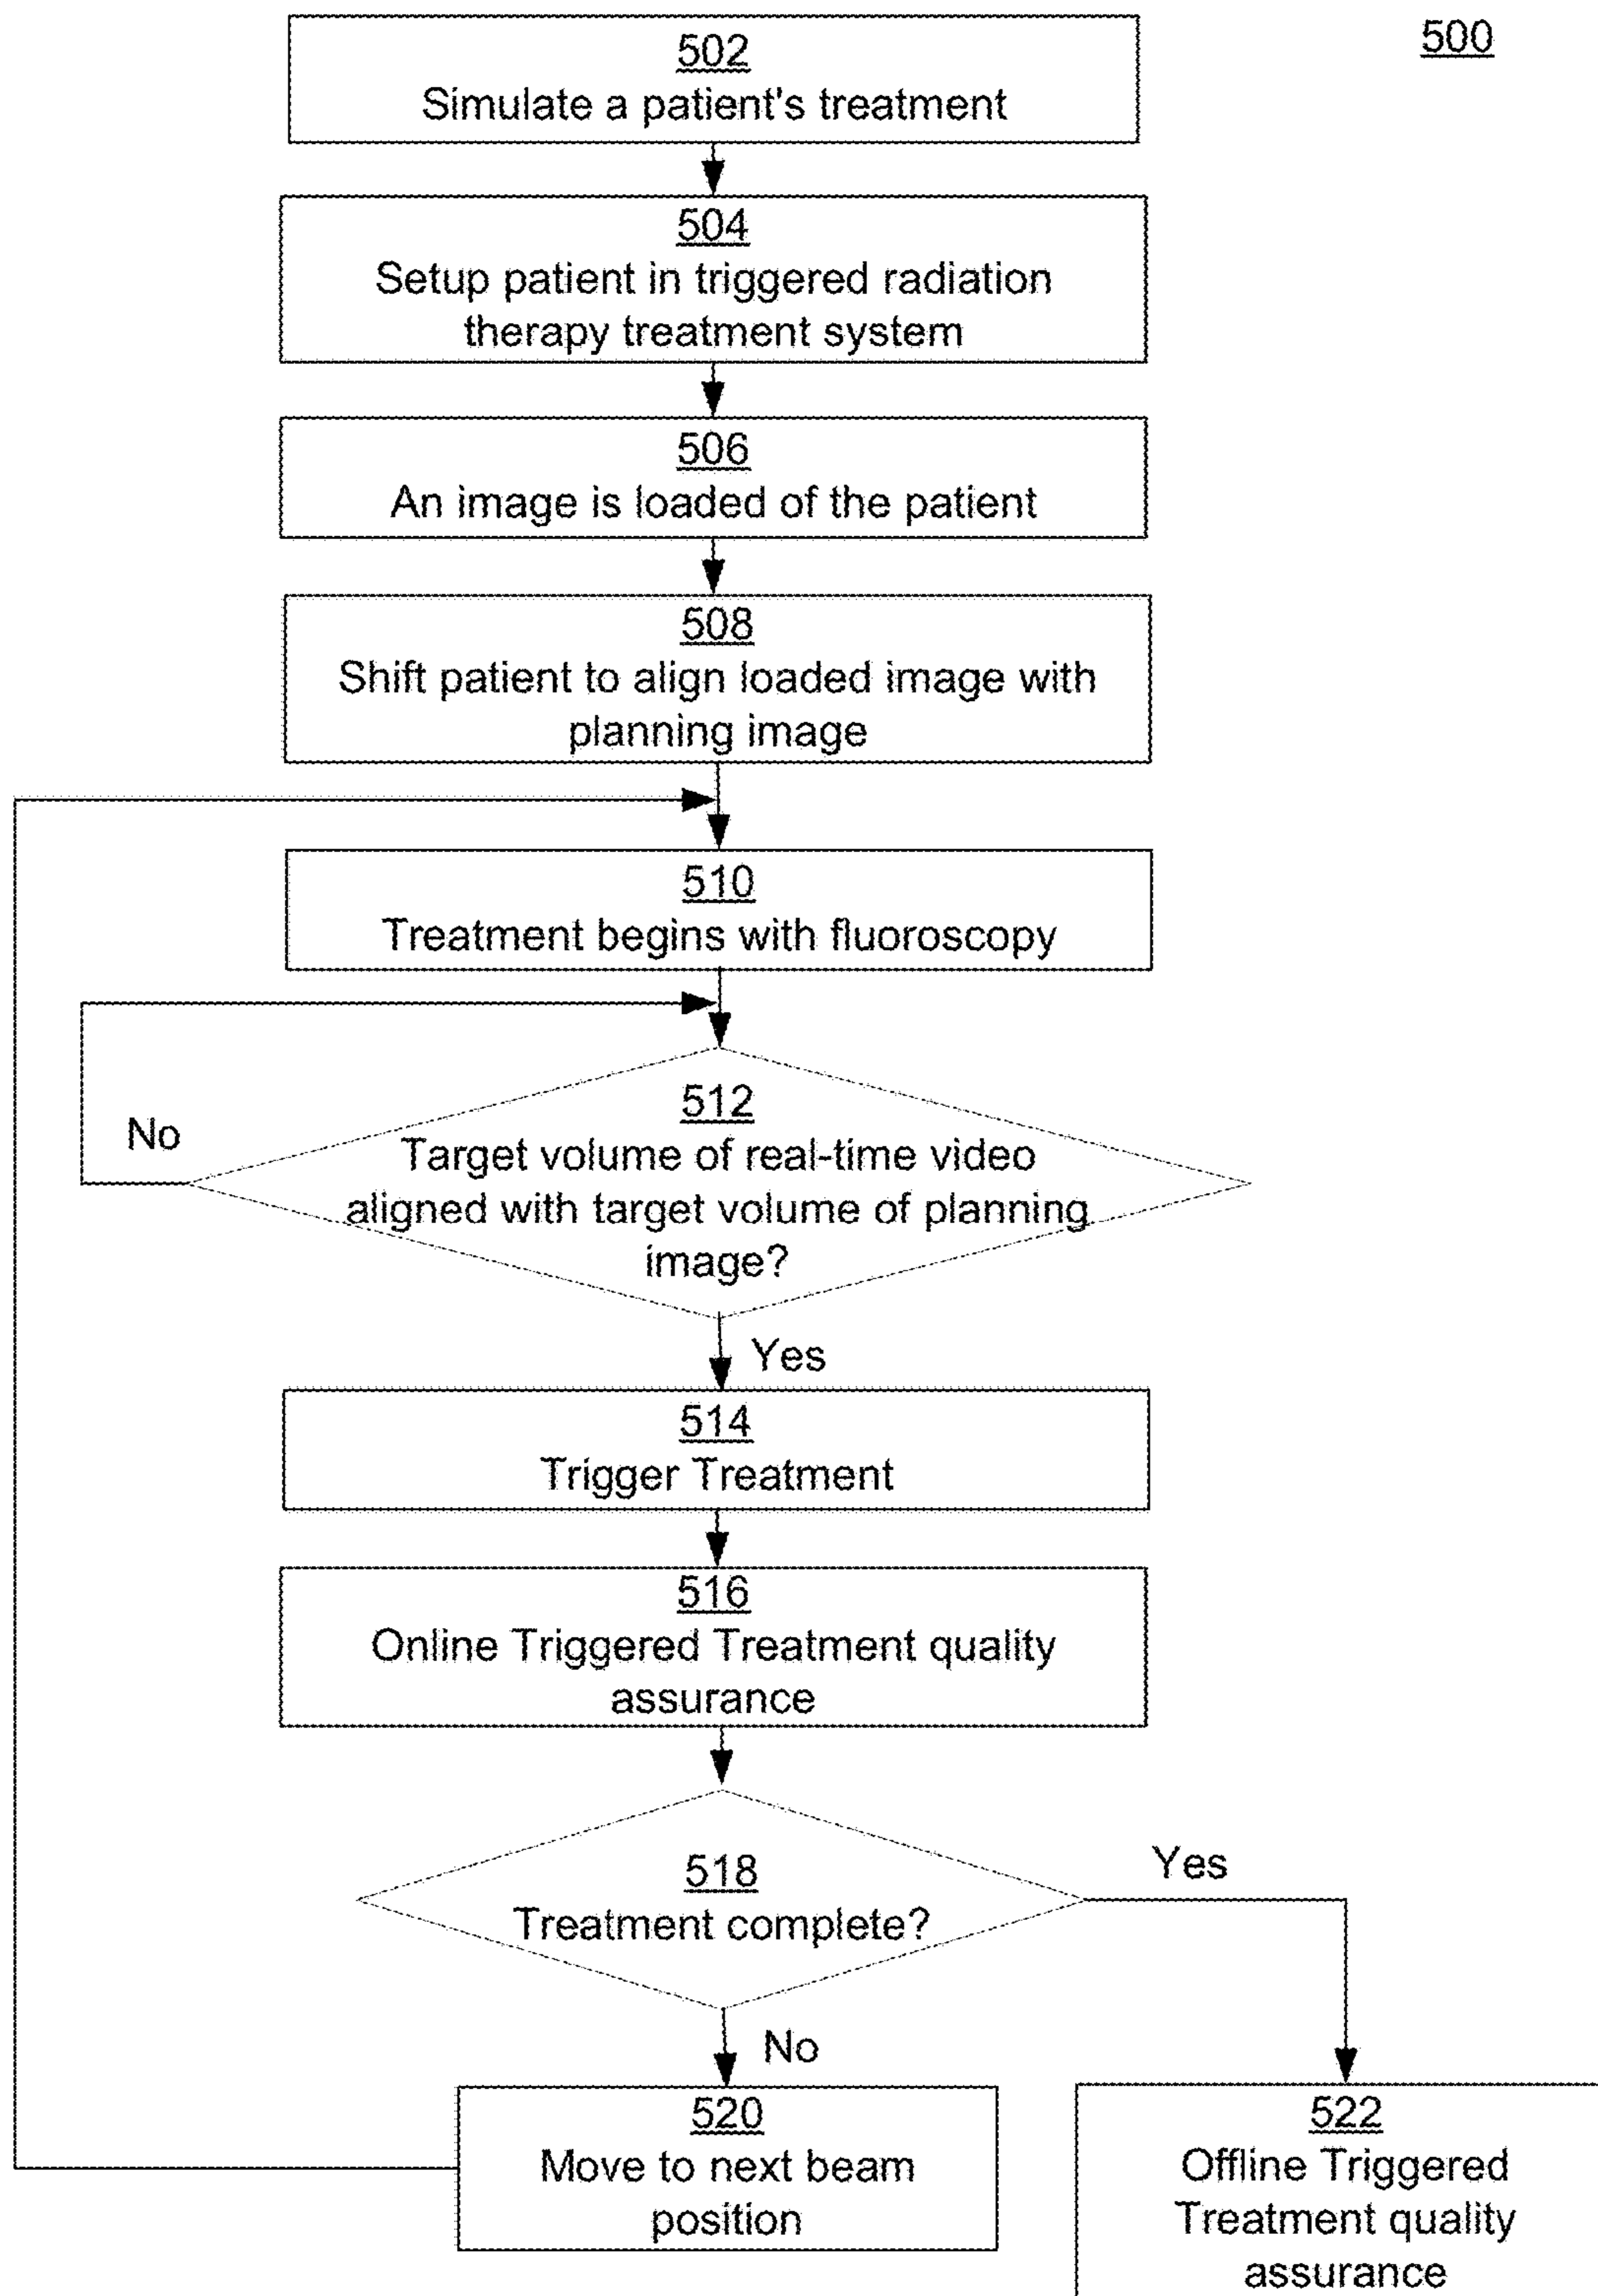 500
502
Simulate a patient's treatment
504
Setup patient in triggered radiation
therapy treatment system
506
An image is loaded of the patient
508
Shift patient to align loaded image with
planning image
510
Treatment begins with fluoroscopy
512
Target volume of real-time video
aligned with target volume of planning
image?
No
Yes
514
Trigger Treatment
516
Online Triggered Treatment quality
assurance
518
Treatment complete?
Yes
No
520
Move to next beam
position
522
Offline Triggered
Treatment quality
assurance